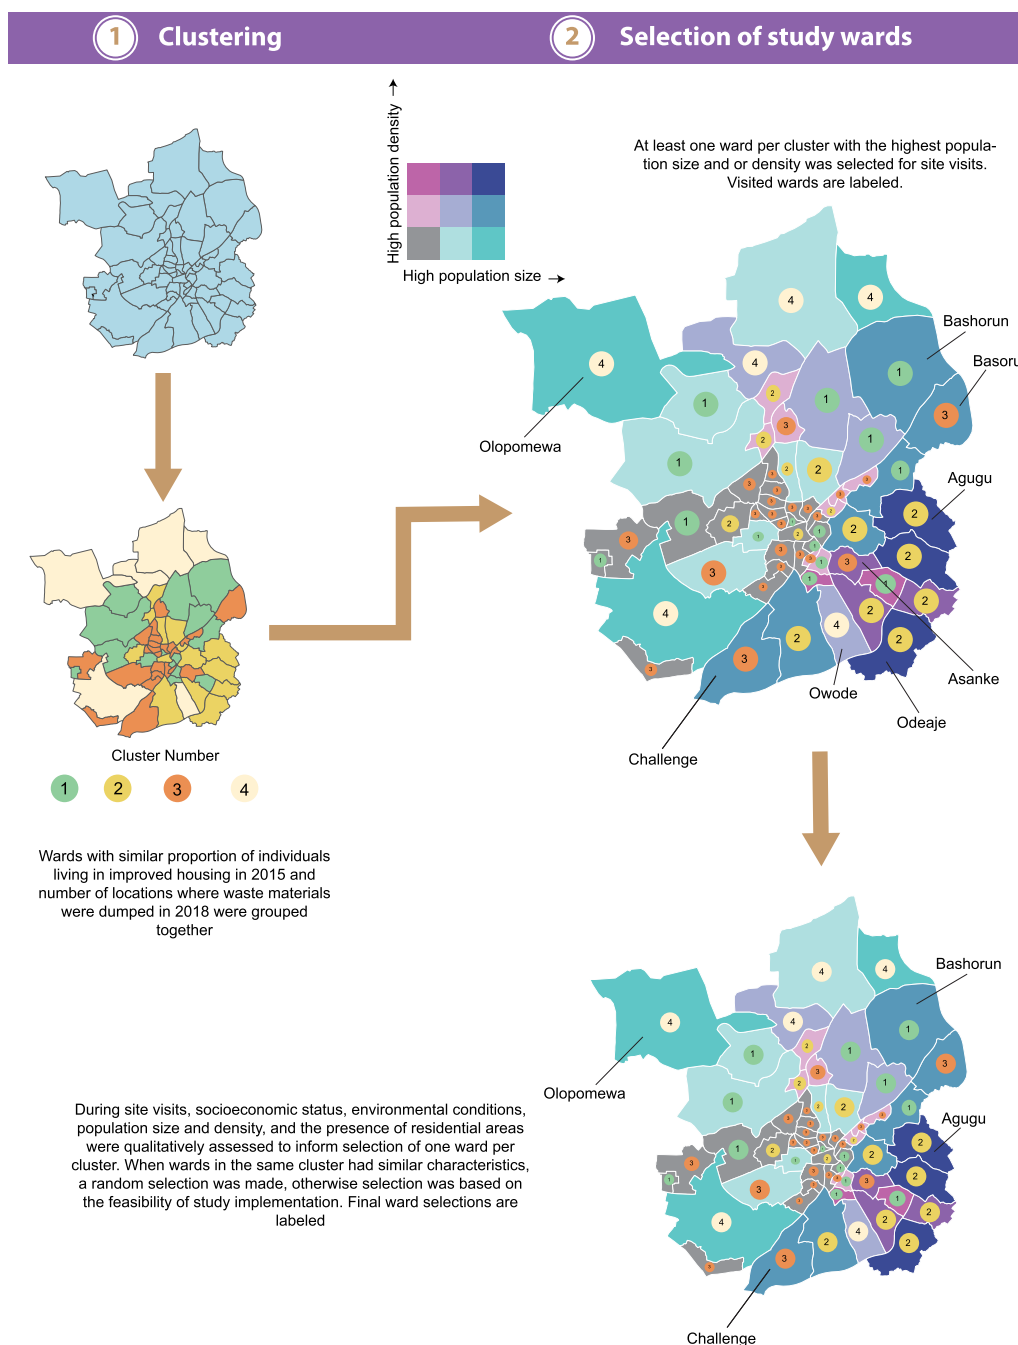 1 Clustering
2 Selection of study wards
High population density
High population size
At least one ward per cluster with the highest popula-
tion size and or density was selected for site visits.
Visited wards are labeled.
Bashorun
Olopomewa
Agugu
Asanke
Owode
Odeaje
Challenge
Cluster Number
1 2 3 4
Wards with similar proportion of individuals
living in improved housing in 2015 and
number of locations where waste materials
were dumped in 2018 were grouped
together
During site visits, socioeconomic status, environmental conditions,
population size and density, and the presence of residential areas
were qualitatively assessed to inform selection of one ward per
cluster. When wards in the same cluster had similar characteristics,
a random selection was made, otherwise selection was based on
the feasibility of study implementation. Final ward selections are
labeled
Bashorun
Olopomewa
Agugu
Challenge